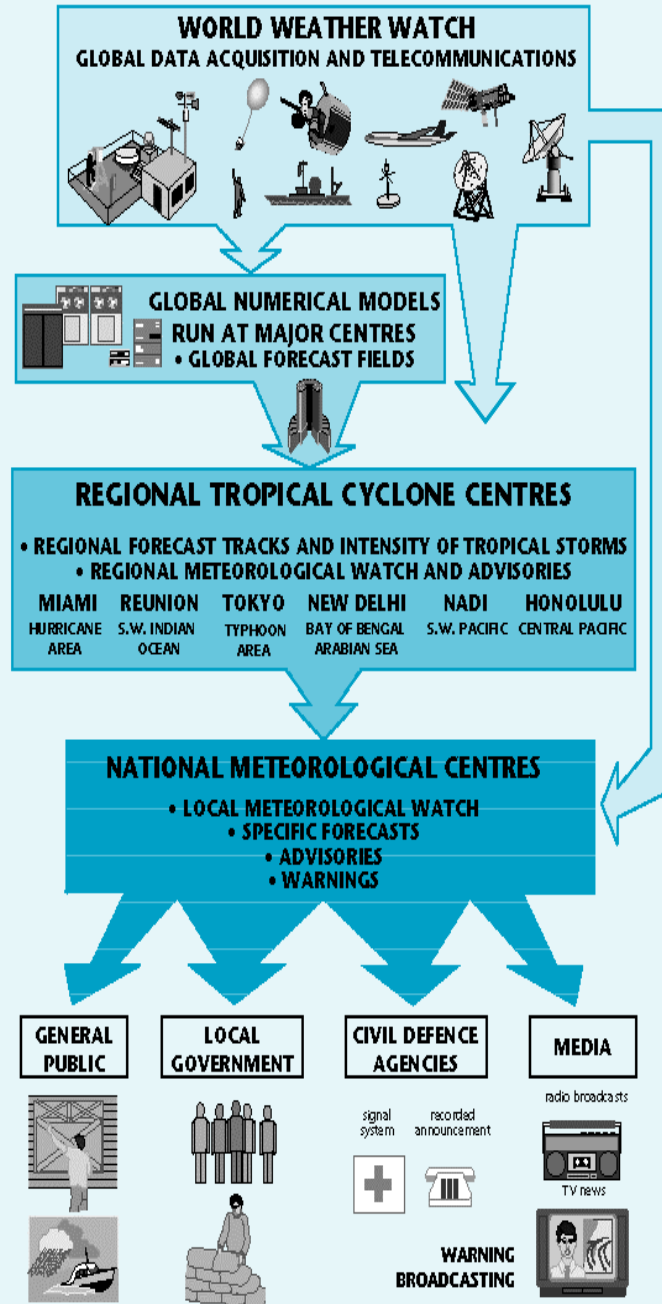 WORLD WEATHER WATCH
GLOBAL DATA ACQUISITION AND TELECOMMUNICATIONS
GLOBAL NUMERICAL MODELS
RUN AT MAJOR CENTRES
• GLOBAL FORECAST FIELDS
REGIONAL TROPICAL CYCLONE CENTRES
• REGIONAL FORECAST TRACKS AND INTENSITY OF TROPICAL STORMS
• REGIONAL METEOROLOGICAL WATCH AND ADVISORIES
MIAMI
HURRICANE
AREA
REUNION
S.W. INDIAN
OCEAN
TOKYO
TYPHOON
AREA
NEW DELHI
BAY OF BENGAL
ARABIAN SEA
NADI
S.W. PACIFIC
HONOLULU
CENTRAL PACIFIC
NATIONAL METEOROLOGICAL CENTRES
• LOCAL METEOROLOGICAL WATCH
• SPECIFIC FORECASTS
• ADVISORIES
• WARNINGS
GENERAL
PUBLIC
LOCAL
GOVERNMENT
CIVIL DEFENCE
AGENCIES
signal
system
recorded
announcement
MEDIA
radio broadcasts
TV news
WARNING
BROADCASTING